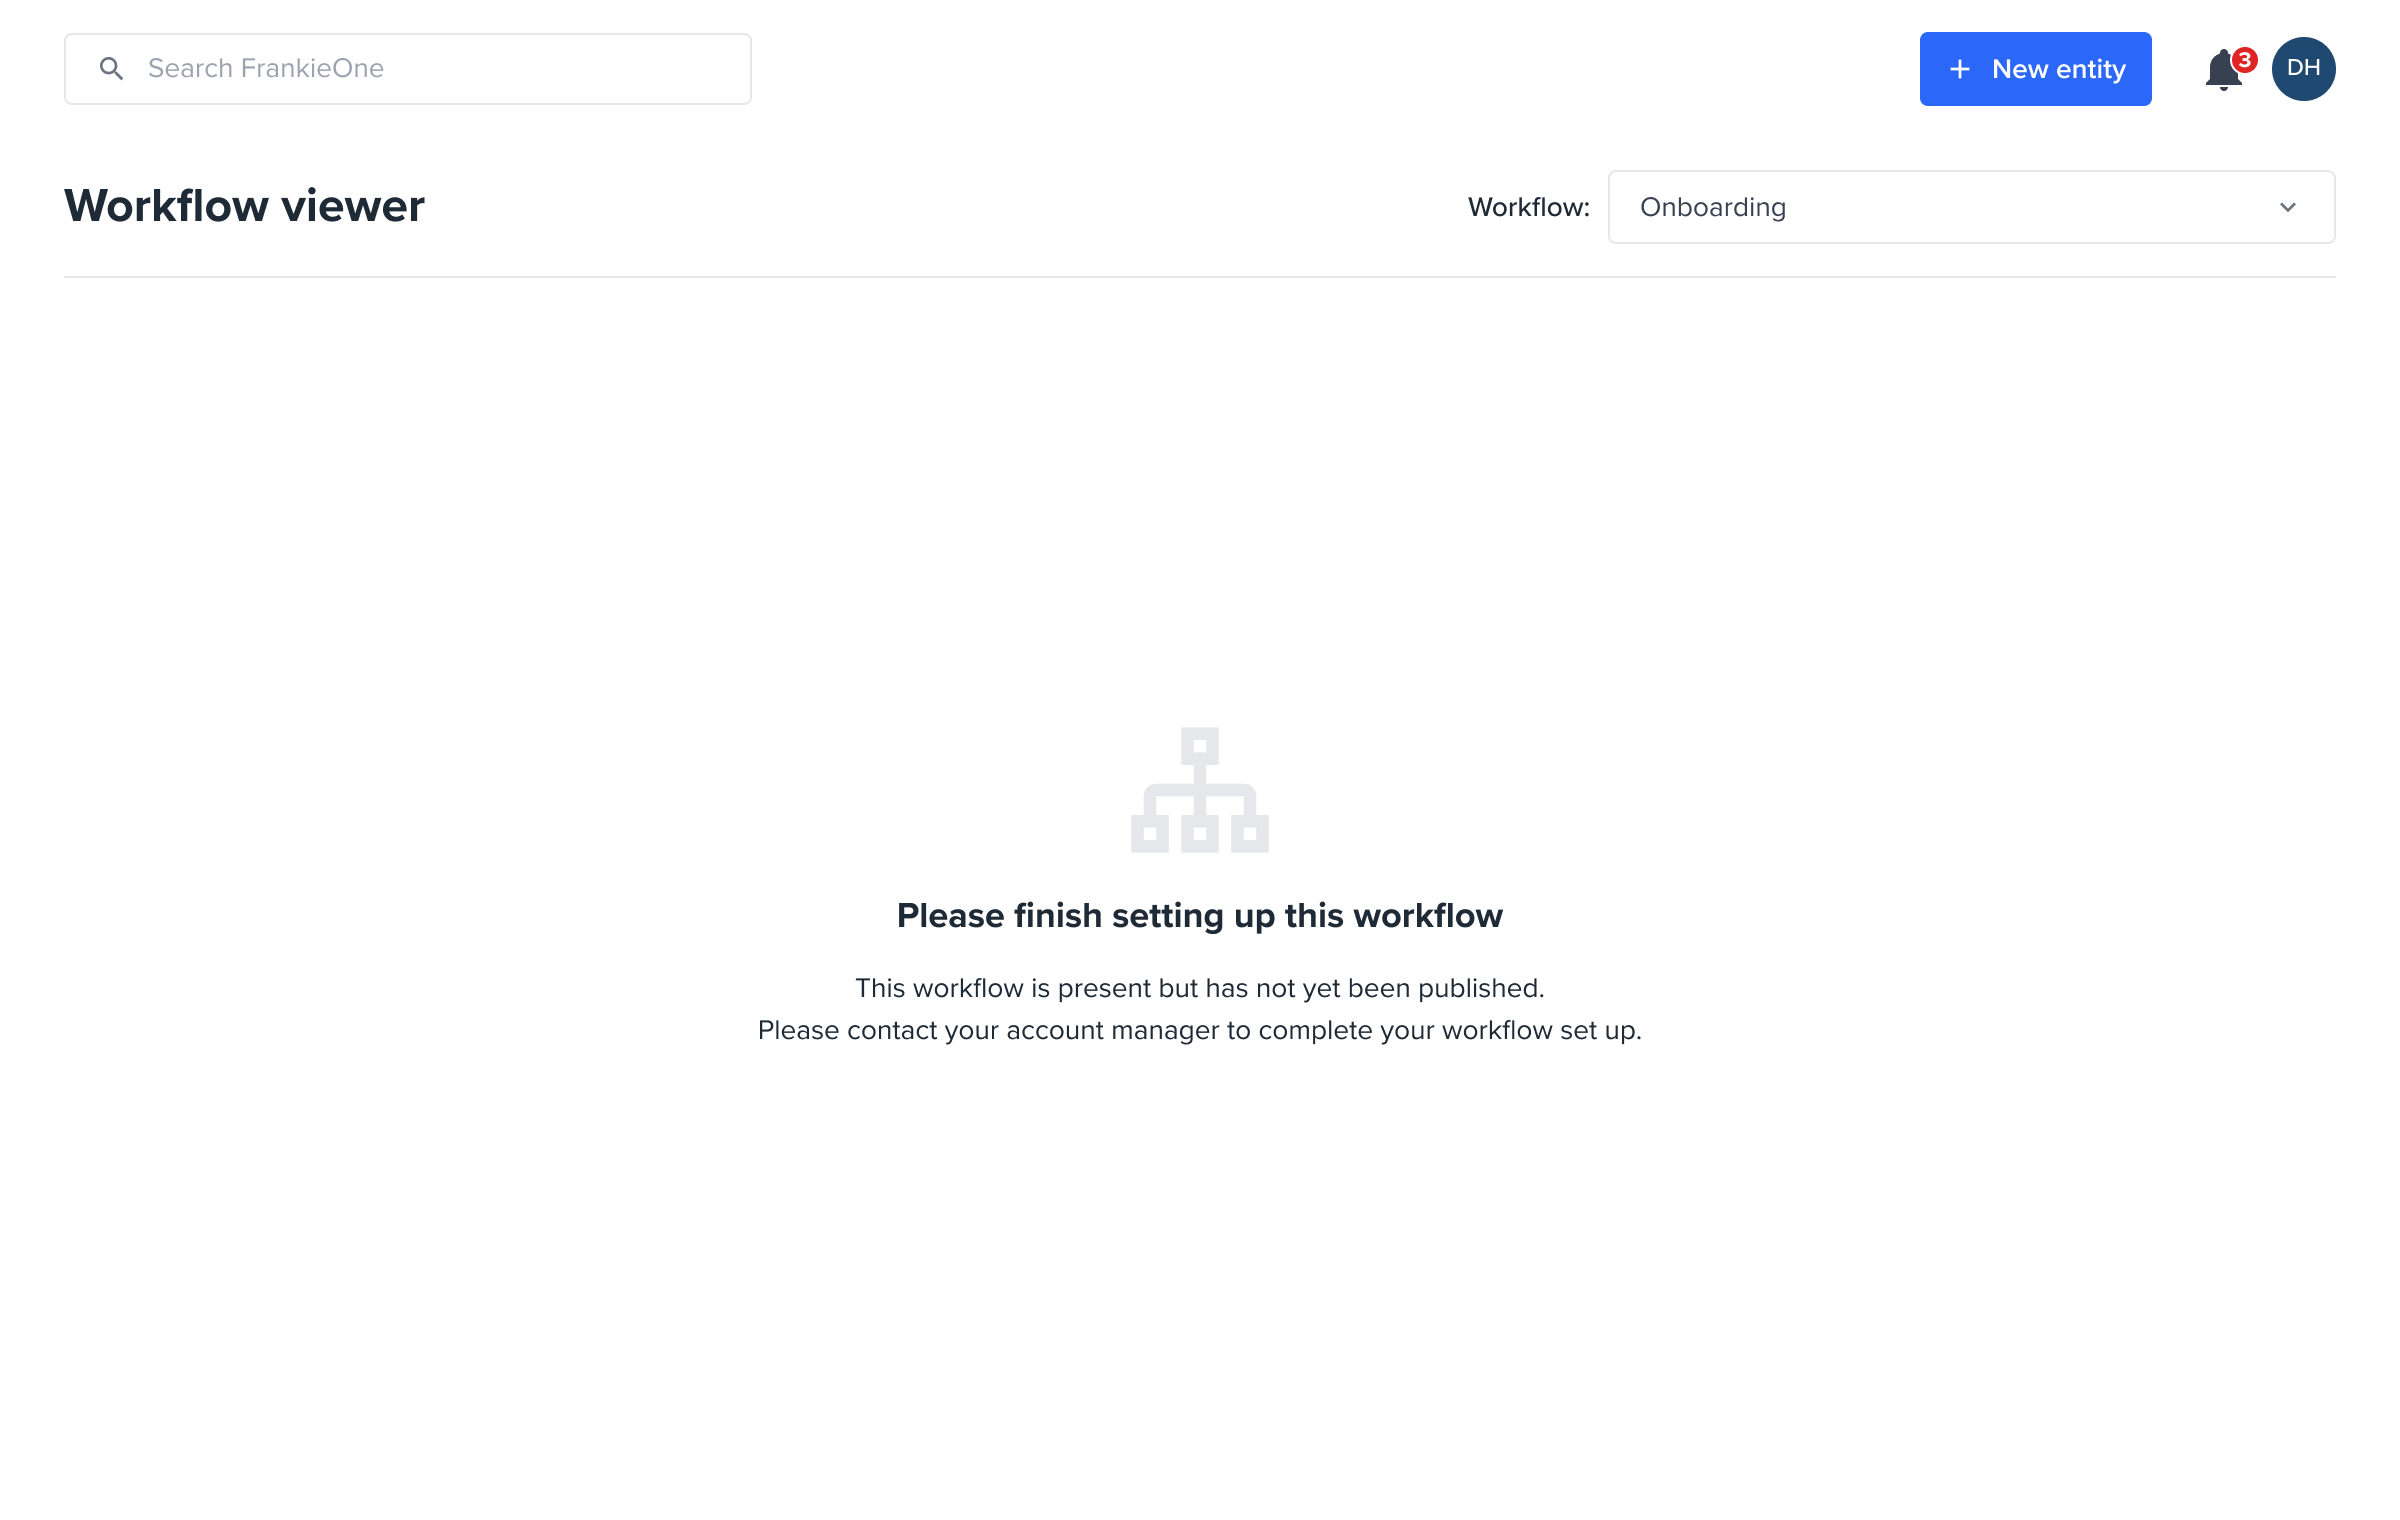 Search FrankieOne
New entity
3
DH
Workflow viewer
Workflow:
Onboarding
Please finish setting up this workflow
This workflow is present but has not yet been published.
Please contact your account manager to complete your workflow set up.